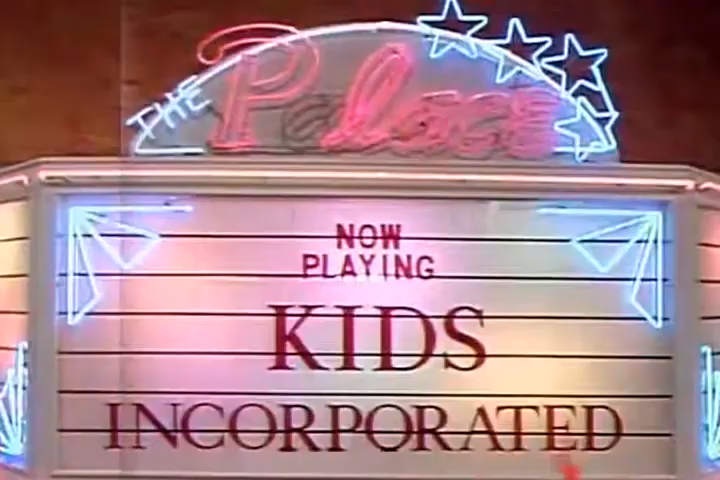 THE Palace
NOW
PLAYING
KIDS
INCORPORATED